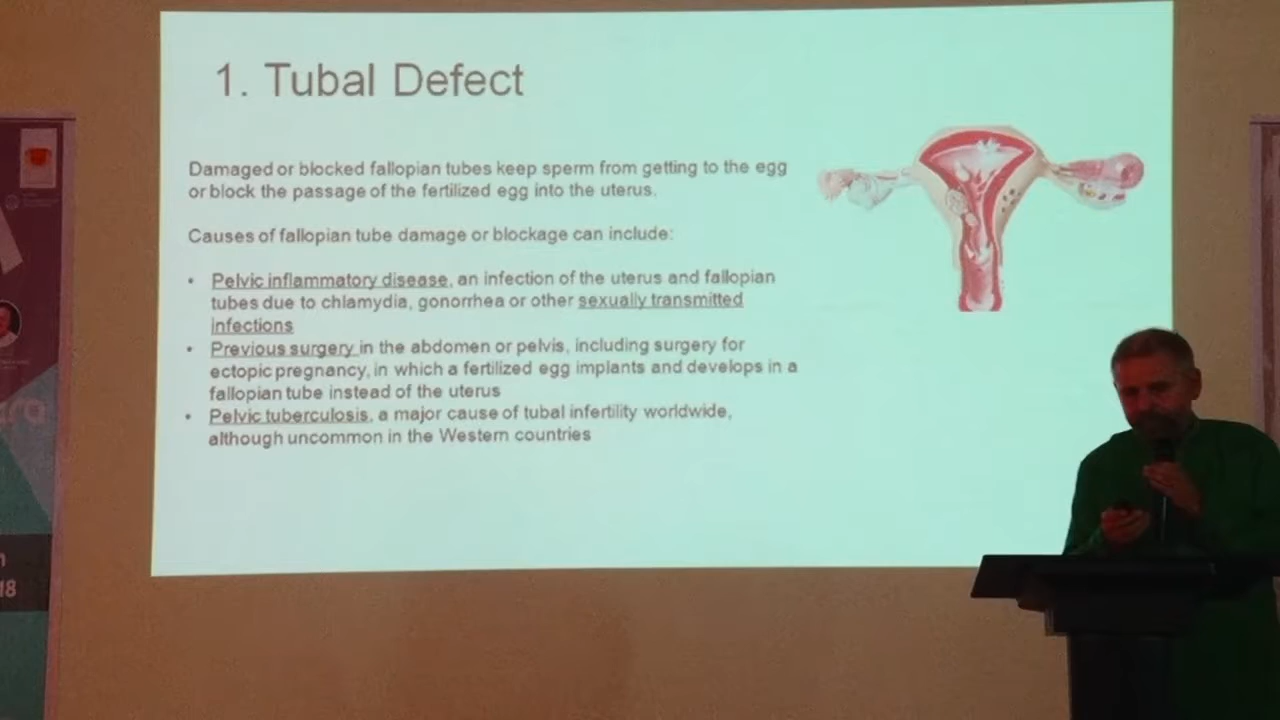 1. Tubal Defect
Damaged or blocked fallopian tubes keep sperm from getting to the egg
or block the passage of the fertilized egg into the uterus.
Causes of fallopian tube damage or blockage can include:
• Pelvic inflammatory disease, an infection of the uterus and fallopian
tubes due to chlamydia, gonorrhea or other sexually transmitted
infections
• Previous surgery in the abdomen or pelvis, including surgery for
ectopic pregnancy, in which a fertilized egg implants and develops in a
fallopian tube instead of the uterus
• Pelvic tuberculosis, a major cause of tubal infertility worldwide,
although uncommon in the Western countries
ra
18